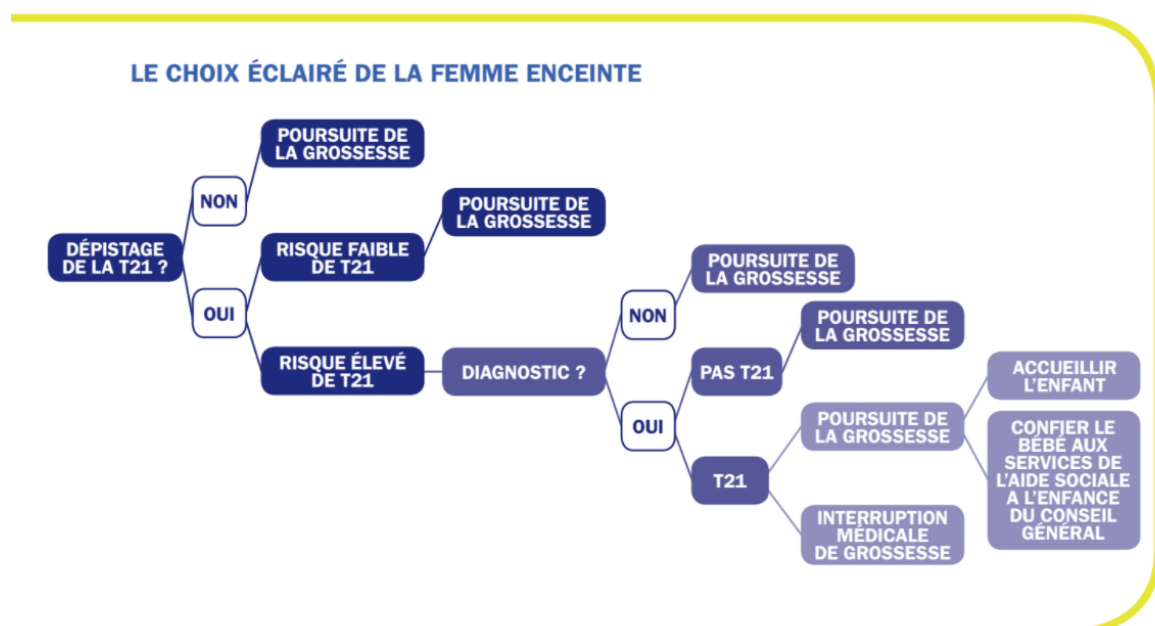 LE CHOIX ÉCLAIRÉ DE LA FEMME ENCEINTE
POURSUITE DE
LA GROSSESSE
NON
POURSUITE DE
LA GROSSESSE
DÉPISTAGE
DE LA T21 ?
RISQUE FAIBLE
DE T21
OUI
RISQUE ÉLEVÉ
DE T21
DIAGNOSTIC ?
POURSUITE DE
LA GROSSESSE
NON
POURSUITE DE
LA GROSSESSE
PAS T21
OUI
T21
POURSUITE DE
LA GROSSESSE
ACCUEILLIR
L'ENFANT
CONFIER LE
BÉBÉ AUX
SERVICES DE
L'AIDE SOCIALE
A L'ENFANCE
DU CONSEIL
GÉNÉRAL
INTERRUPTION
MÉDICALE
DE GROSSESSE